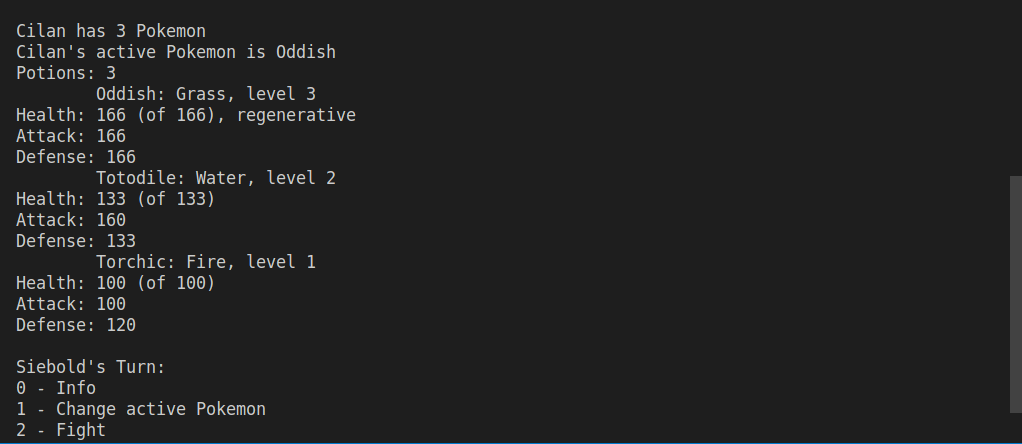 Cilan has 3 Pokemon
Cilan's active Pokemon is Oddish
Potions: 3
Oddish: Grass, level 3
Health: 166 (of 166), regenerative
Attack: 166
Defense: 166
Totodile: Water, level 2
Health: 133 (of 133)
Attack: 160
Defense: 133
Torchic: Fire, level 1
Health: 100 (of 100)
Attack: 100
Defense: 120
Siebold's Turn:
0 - Info
1 - Change active Pokemon
2 - Fight